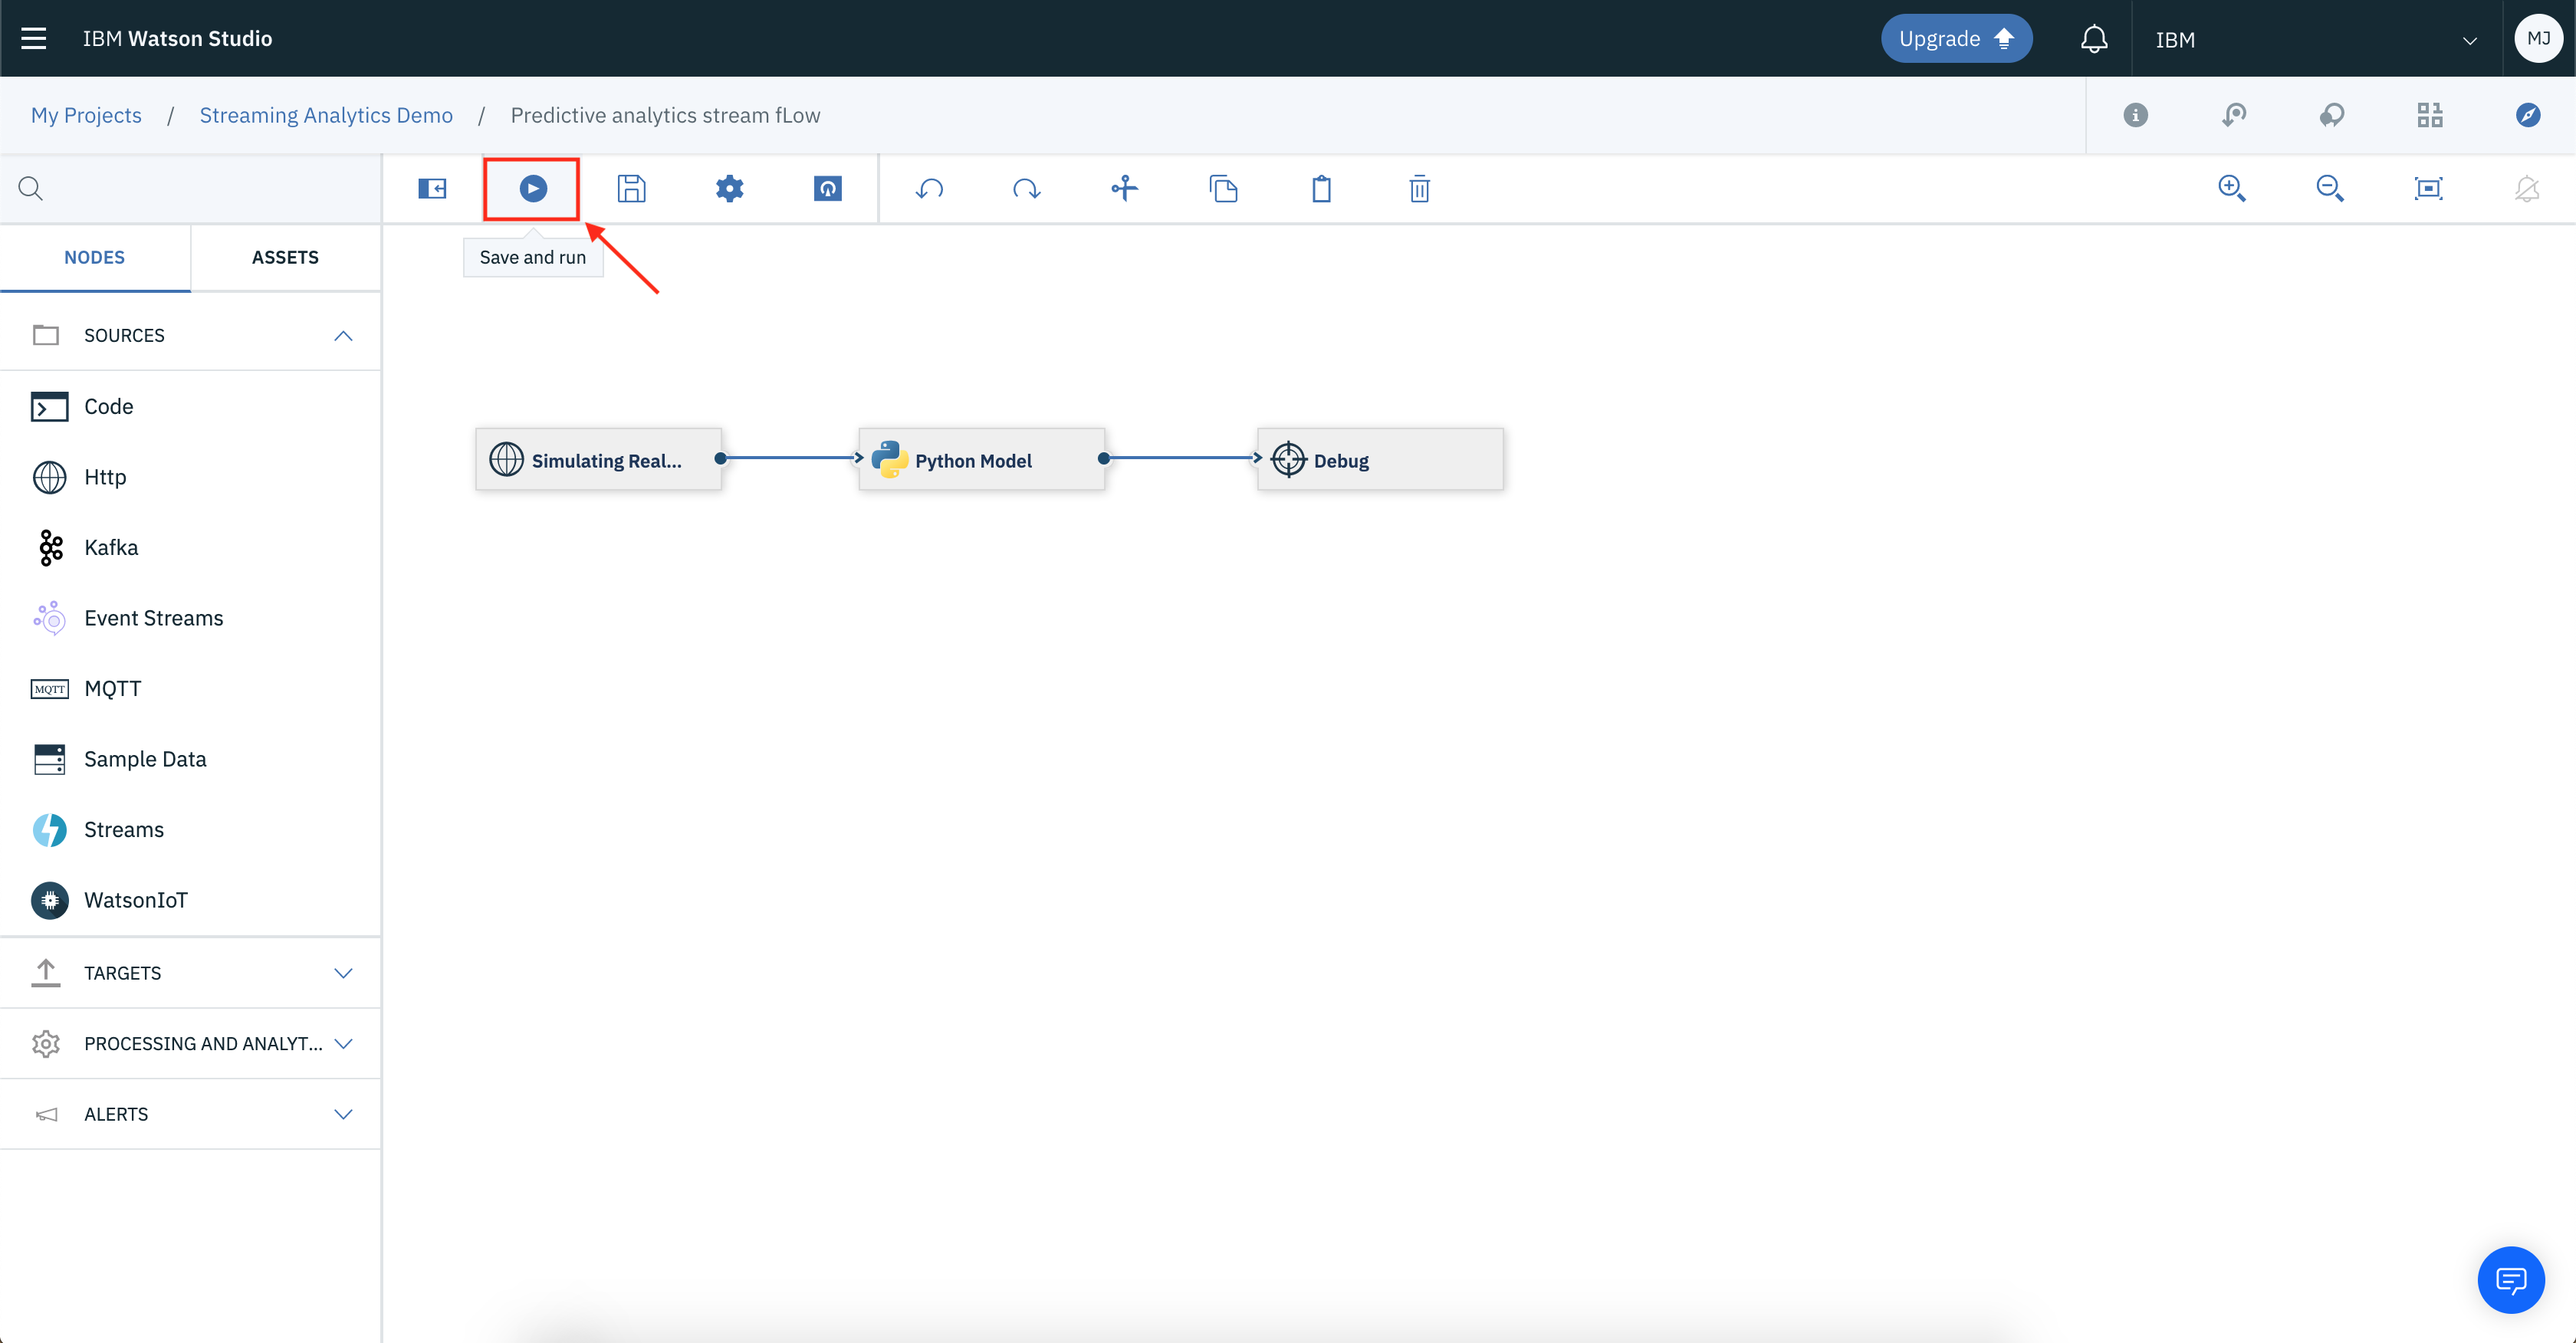 IBM Watson Studio
Upgrade
IBM
MJ
My Projects / Streaming Analytics Demo / Predictive analytics stream fLow
Save and run
NODES
ASSETS
SOURCES
Code
Http
Kafka
Event Streams
MQTT MQTT
Sample Data
Streams
WatsonIoT
TARGETS
PROCESSING AND ANALYT...
ALERTS
Simulating Real...
Python Model
Debug